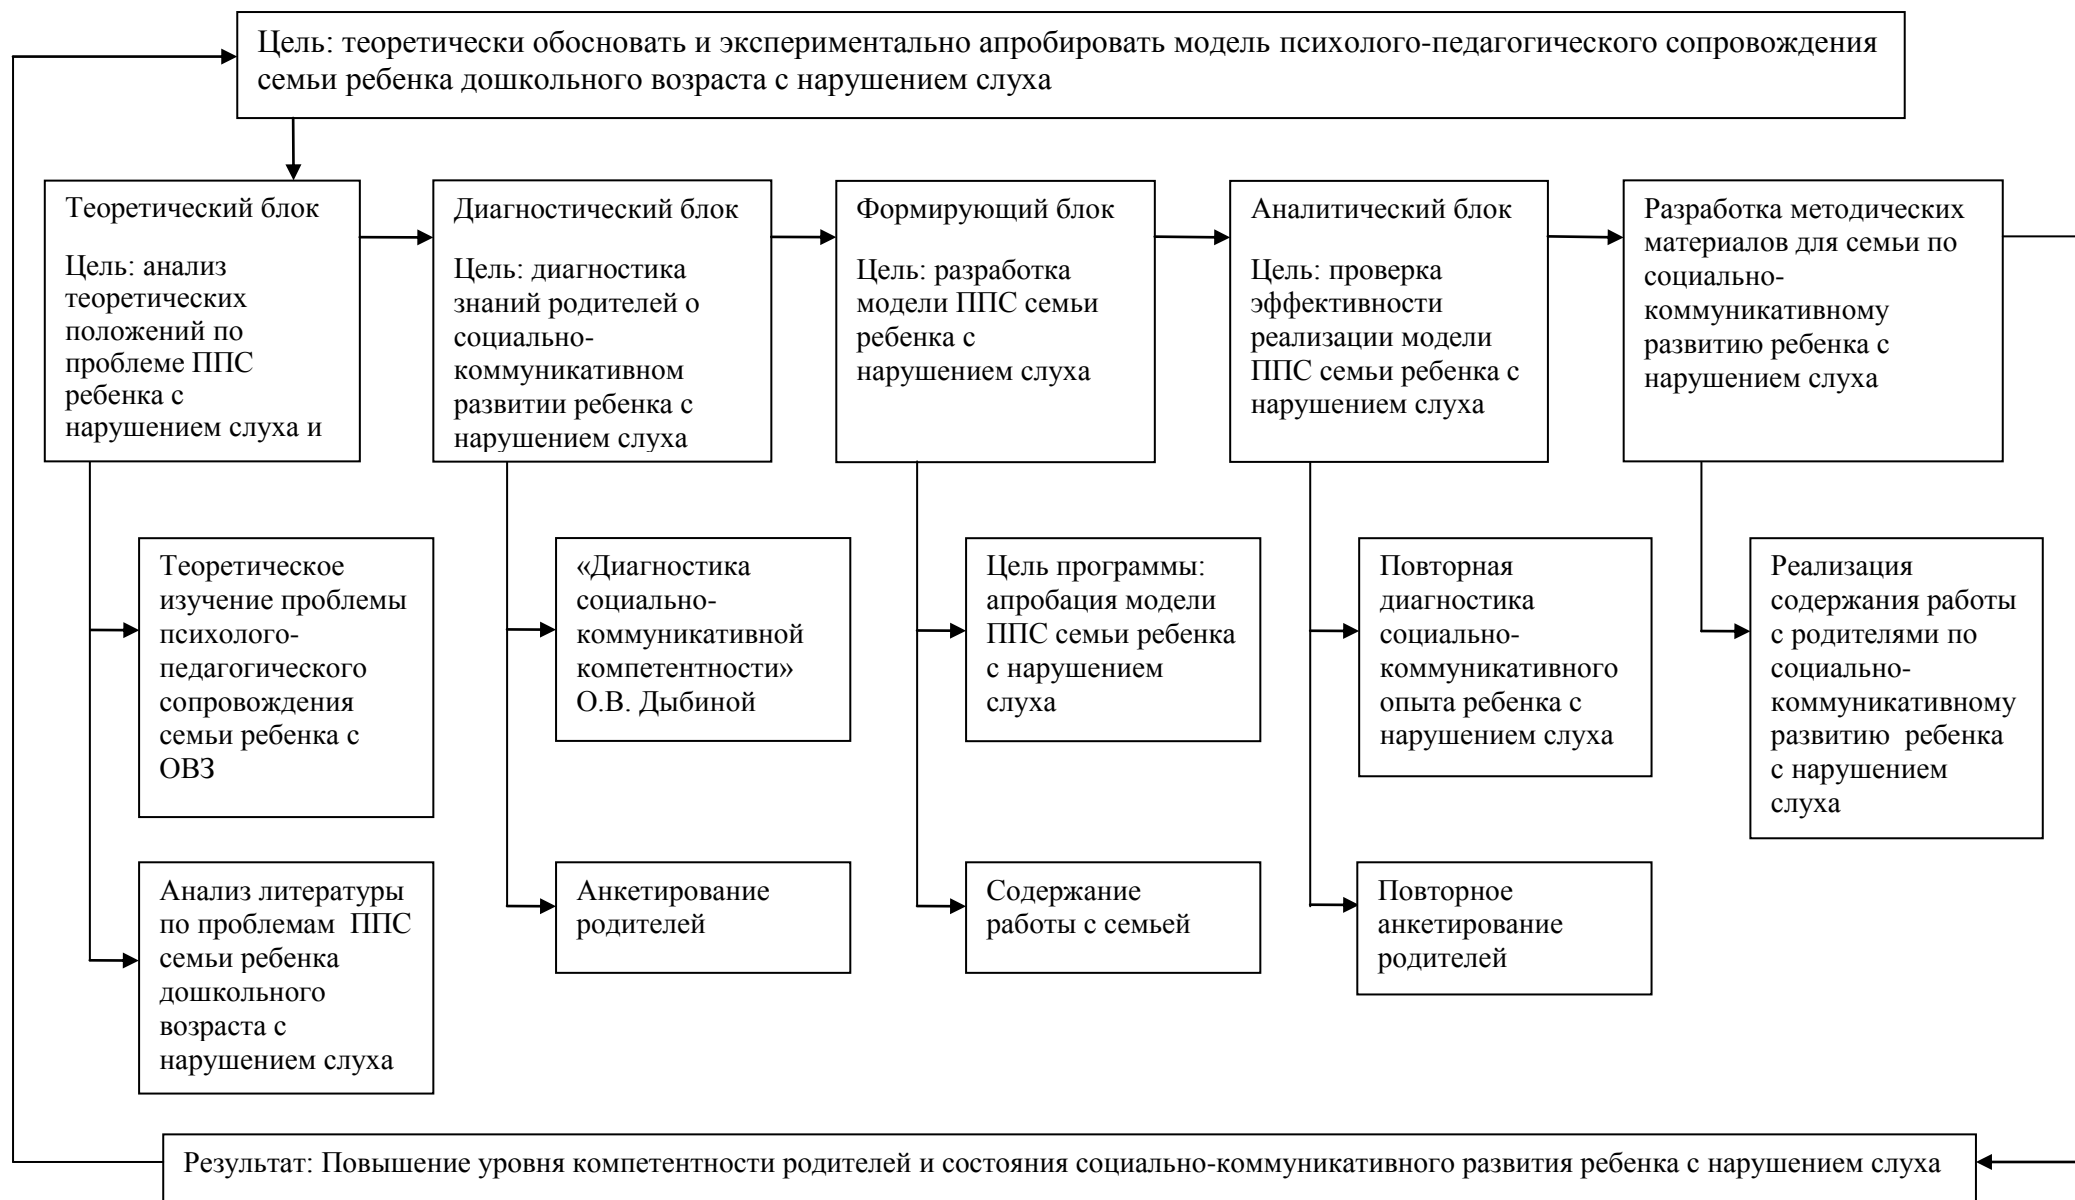 Цель: теоретически обосновать и экспериментально апробировать модель психолого-педагогического сопровождения
семьи ребенка дошкольного возраста с нарушением слуха
Теоретический блок
Цель: анализ
теоретических
положений по
проблеме ППС
ребенка с
нарушением слуха и
Диагностический блок
Цель: диагностика
знаний родителей о
социально-
коммуникативном
развитии ребенка с
нарушением слуха
Формирующий блок
Цель: разработка
модели ППС семьи
ребенка с
нарушением слуха
Аналитический блок
Цель: проверка
эффективности
реализации модели
ППС семьи ребенка с
нарушением слуха
Разработка методических
материалов для семьи по
социально-
коммуникативному
развитию ребенка с
нарушением слуха
Теоретическое
изучение проблемы
психолого-
педагогического
сопровождения
семьи ребенка с
ОВЗ
«Диагностика
социально-
коммуникативной
компетентности»
О.В. Дыбиной
Цель программы:
апробация модели
ППС семьи ребенка
с нарушением
слуха
Повторная
диагностика
социально-
коммуникативного
опыта ребенка с
нарушением слуха
Реализация
содержания работы
с родителями по
социально-
коммуникативному
развитию ребенка
с нарушением
слуха
Анализ литературы
по проблемам ППС
семьи ребенка
дошкольного
возраста с
нарушением слуха
Анкетирование
родителей
Содержание
работы с семьей
Повторное
анкетирование
родителей
Результат: Повышение уровня компетентности родителей и состояния социально-коммуникативного развития ребенка с нарушением слуха